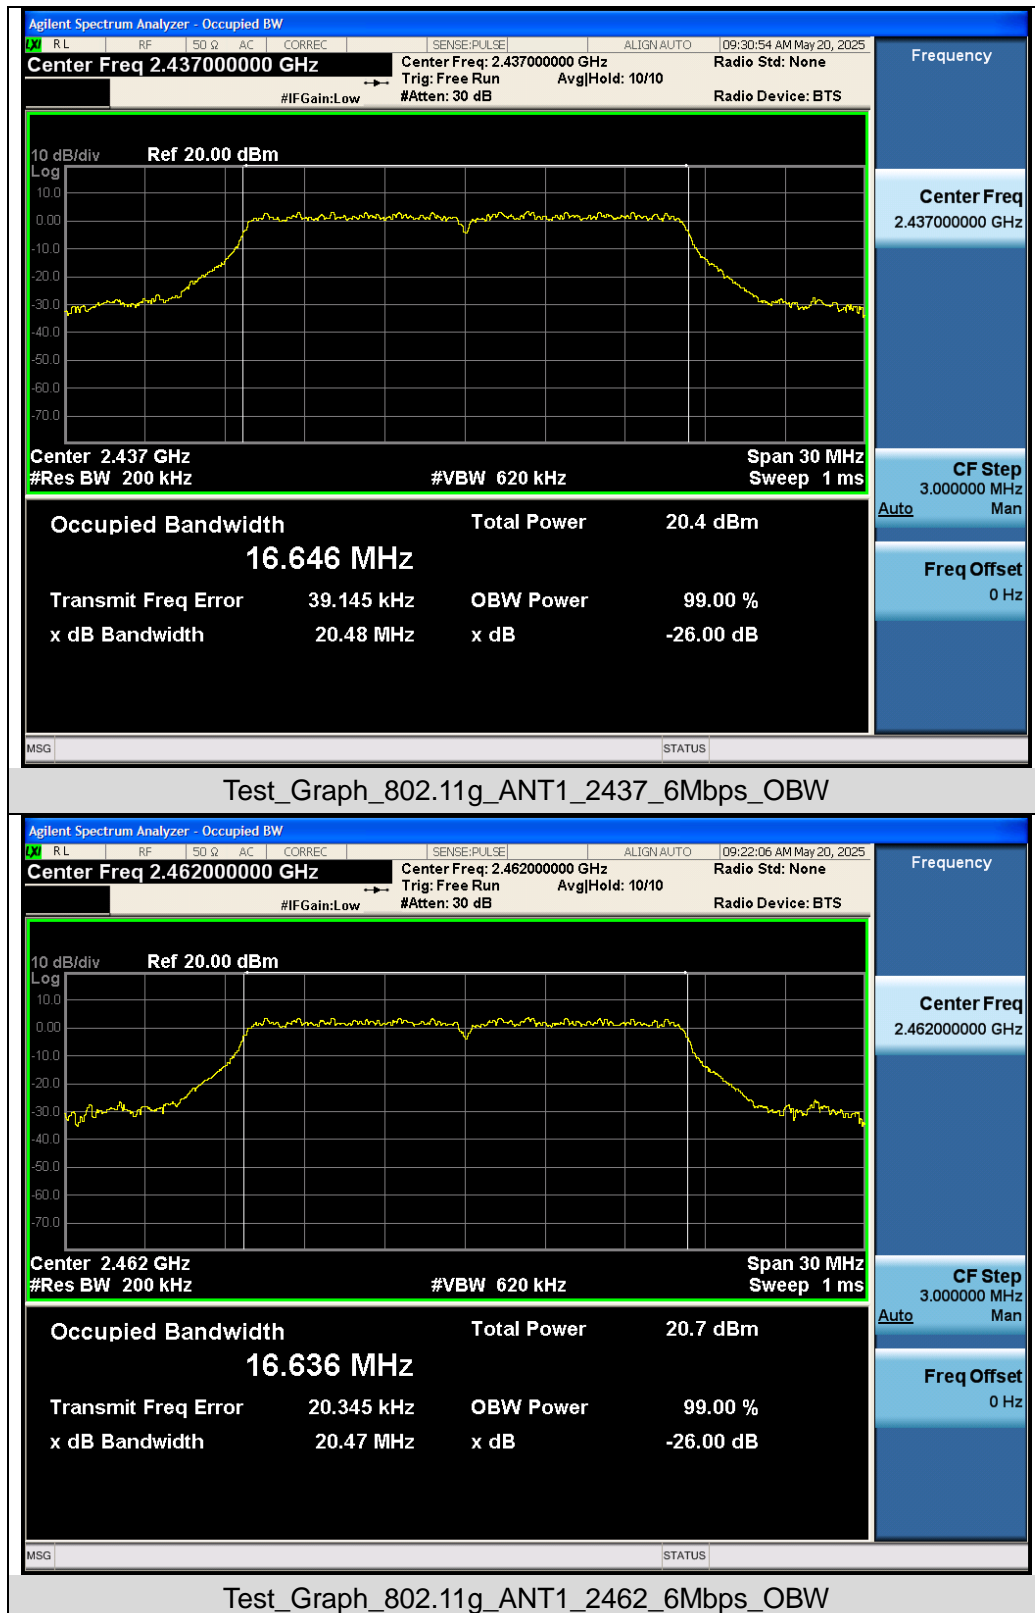 Agilent Spectrum Analyzer - Occupied BW
LXI RL RF 50 Ω AC CORREC SENSE:PULSE ALIGN AUTO 09:30:54 AM May 20, 2025
Center Freq 2.437000000 GHz Center Freq: 2.437000000 GHz Radio Std: None Frequency
Trig: Free Run Avg|Hold: 10/10
#IFGain:Low #Atten: 30 dB Radio Device: BTS
10 dB/div Ref 20.00 dBm
Log
10.0
0.00
-10.0
-20.0
-30.0
-40.0
-50.0
-60.0
-70.0
Center Freq
2.437000000 GHz
Center 2.437 GHz Span 30 MHz
#Res BW 200 kHz #VBW 620 kHz Sweep 1 ms
CF Step
3.000000 MHz
Auto Man
Occupied Bandwidth Total Power 20.4 dBm
16.646 MHz
Freq Offset
0 Hz
Transmit Freq Error 39.145 kHz OBW Power 99.00 %
x dB Bandwidth 20.48 MHz x dB -26.00 dB
MSG STATUS
Test_Graph_802.11g_ANT1_2437_6Mbps_OBW
Agilent Spectrum Analyzer - Occupied BW
LXI RL RF 50 Ω AC CORREC SENSE:PULSE ALIGN AUTO 09:22:06 AM May 20, 2025
Center Freq 2.462000000 GHz Center Freq: 2.462000000 GHz Radio Std: None Frequency
Trig: Free Run Avg|Hold: 10/10
#IFGain:Low #Atten: 30 dB Radio Device: BTS
10 dB/div Ref 20.00 dBm
Log
10.0
0.00
-10.0
-20.0
-30.0
-40.0
-50.0
-60.0
-70.0
Center Freq
2.462000000 GHz
Center 2.462 GHz Span 30 MHz
#Res BW 200 kHz #VBW 620 kHz Sweep 1 ms
CF Step
3.000000 MHz
Auto Man
Occupied Bandwidth Total Power 20.7 dBm
16.636 MHz
Freq Offset
0 Hz
Transmit Freq Error 20.345 kHz OBW Power 99.00 %
x dB Bandwidth 20.47 MHz x dB -26.00 dB
MSG STATUS
Test_Graph_802.11g_ANT1_2462_6Mbps_OBW